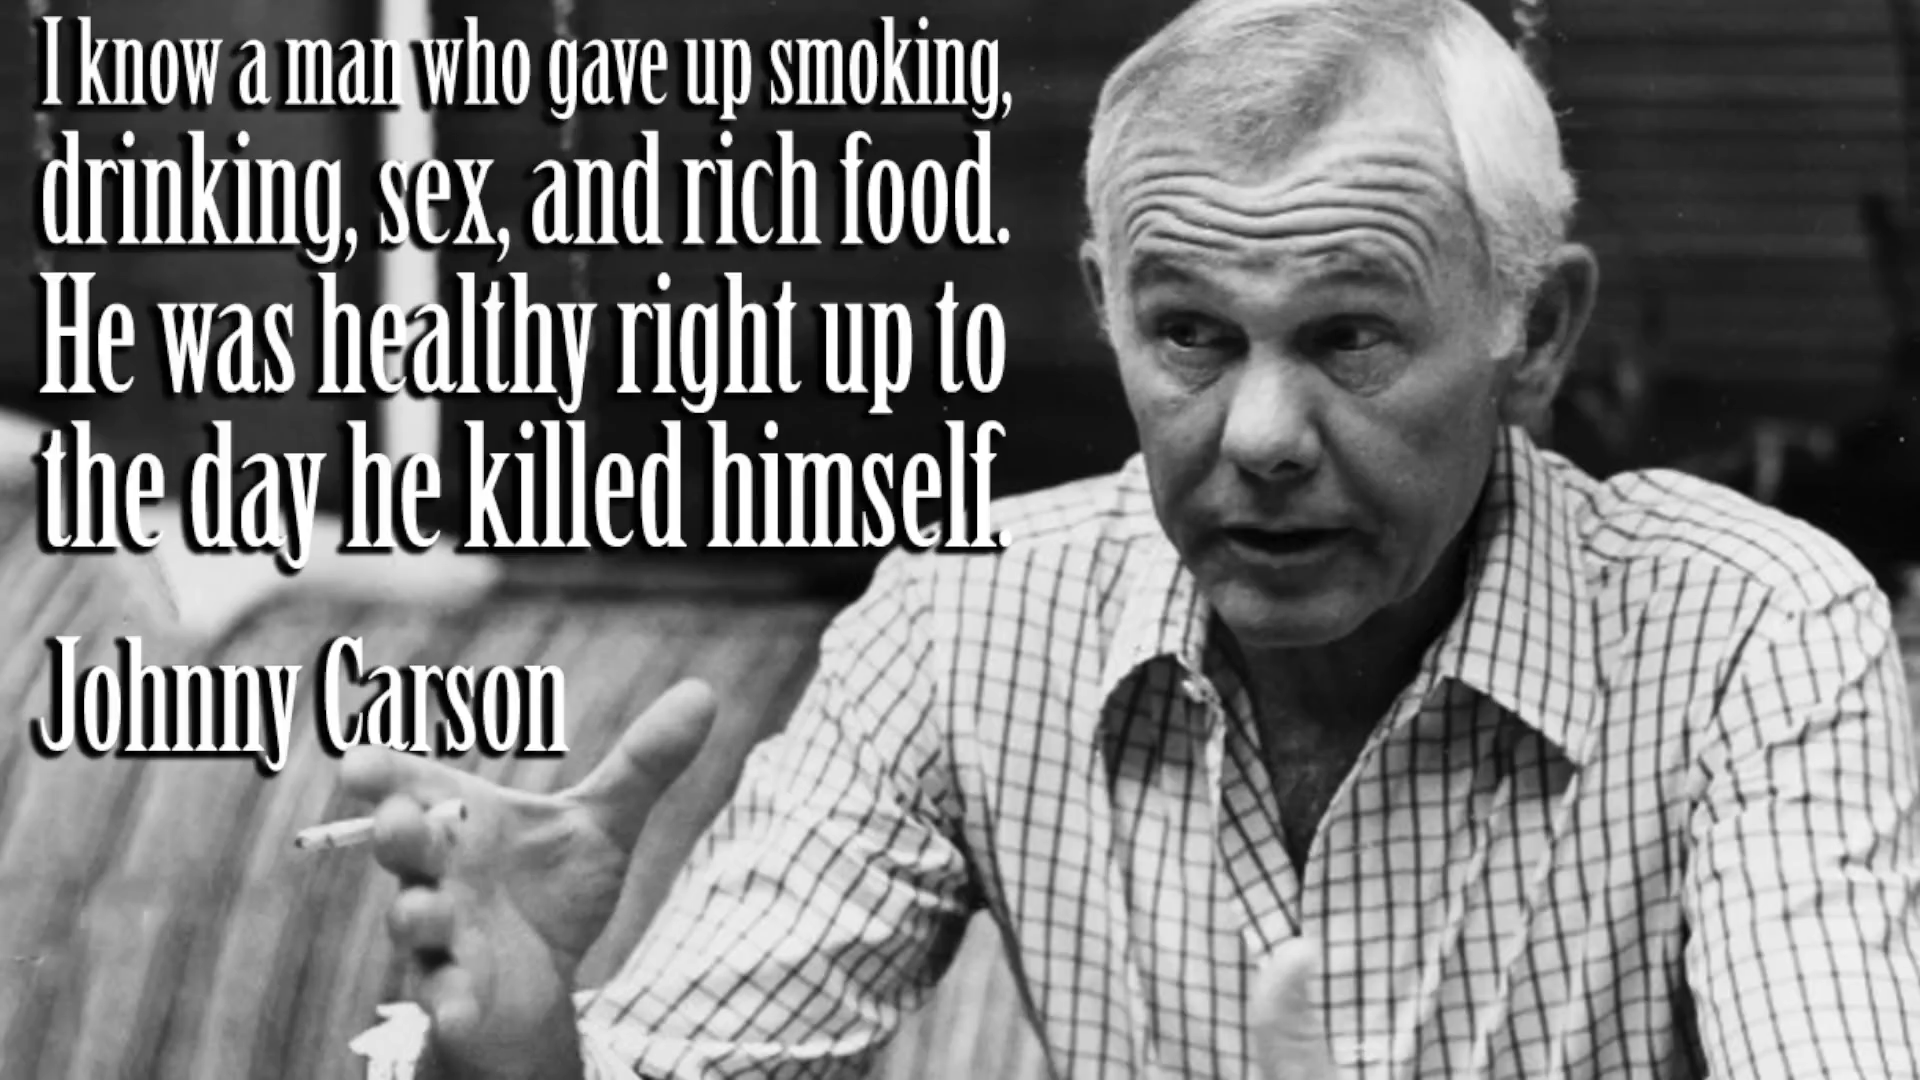 I know a man who gave up smoking,
drinking, sex, and rich food.
He was healthy right up to
the day he killed himself.
Johnny Carson